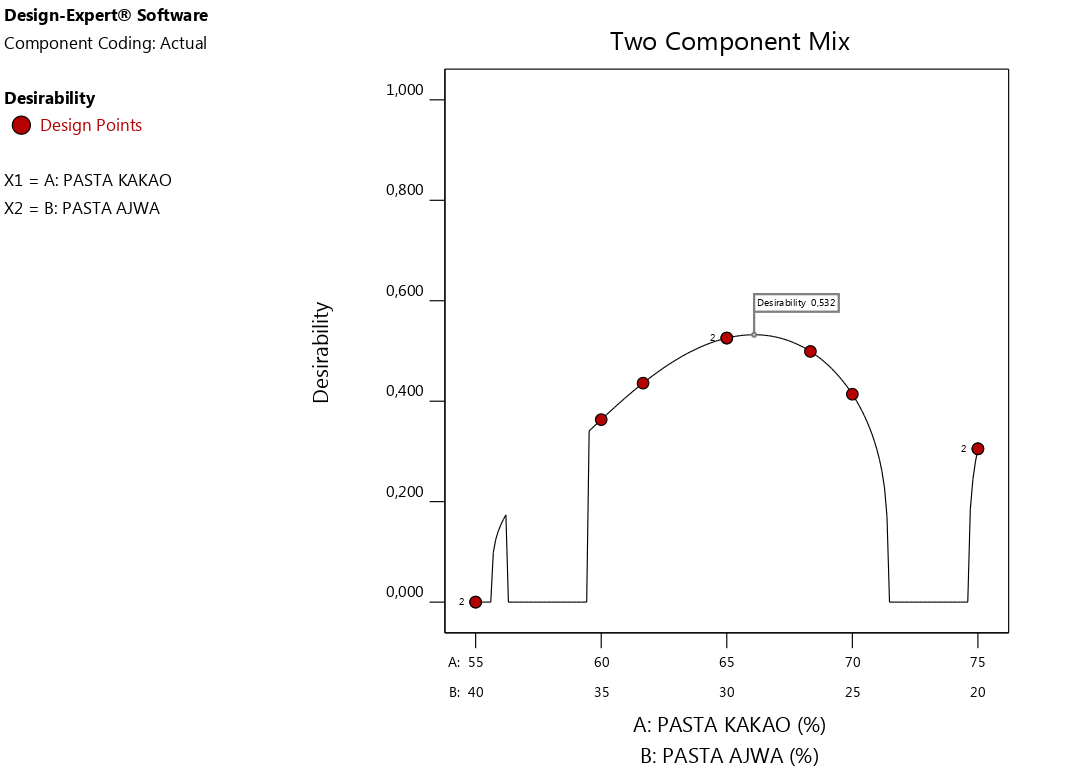 Design-Expert® Software
Component Coding: Actual
Desirability
Design Points
X1 = A: PASTA KAKAO
X2 = B: PASTA AJWA
Two Component Mix
Desirability
1,000
0,800
0,600
0,400
0,200
0,000
Desirability 0,532
2
2
2
A: 55 60 65 70 75
B: 40 35 30 25 20
A: PASTA KAKAO (%)
B: PASTA AJWA (%)